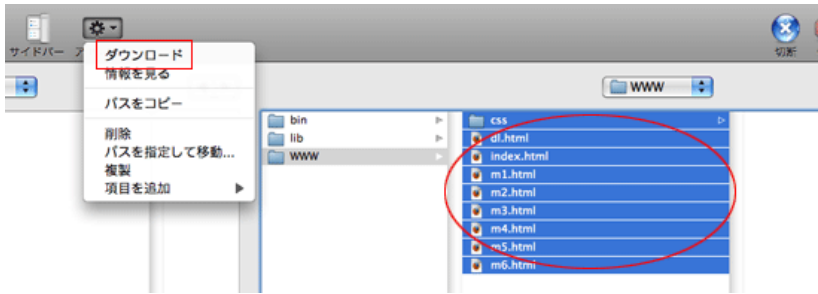 サイドバー
ア
切断
ダウンロード
情報を見る
パスをコピー
削除
パスを指定して移動...
複製
項目を追加
WWW
bin
lib
WWW
css
dl.html
index.html
m1.html
m2.html
m3.html
m4.html
m5.html
m6.html